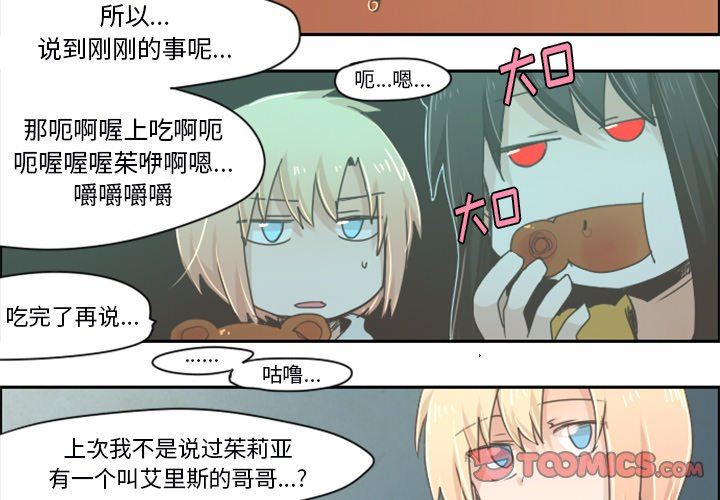 所以...
说到刚刚的事呢...
呃...嗯...
大口
那呃啊喔上吃啊呃
呃喔喔喔茱咿啊嗯...
嚼嚼嚼嚼
大口
吃完了再说...
......
咕噜...
上次我不是说过茱莉亚
有一个叫艾里斯的哥哥...?
TOOMICS.com